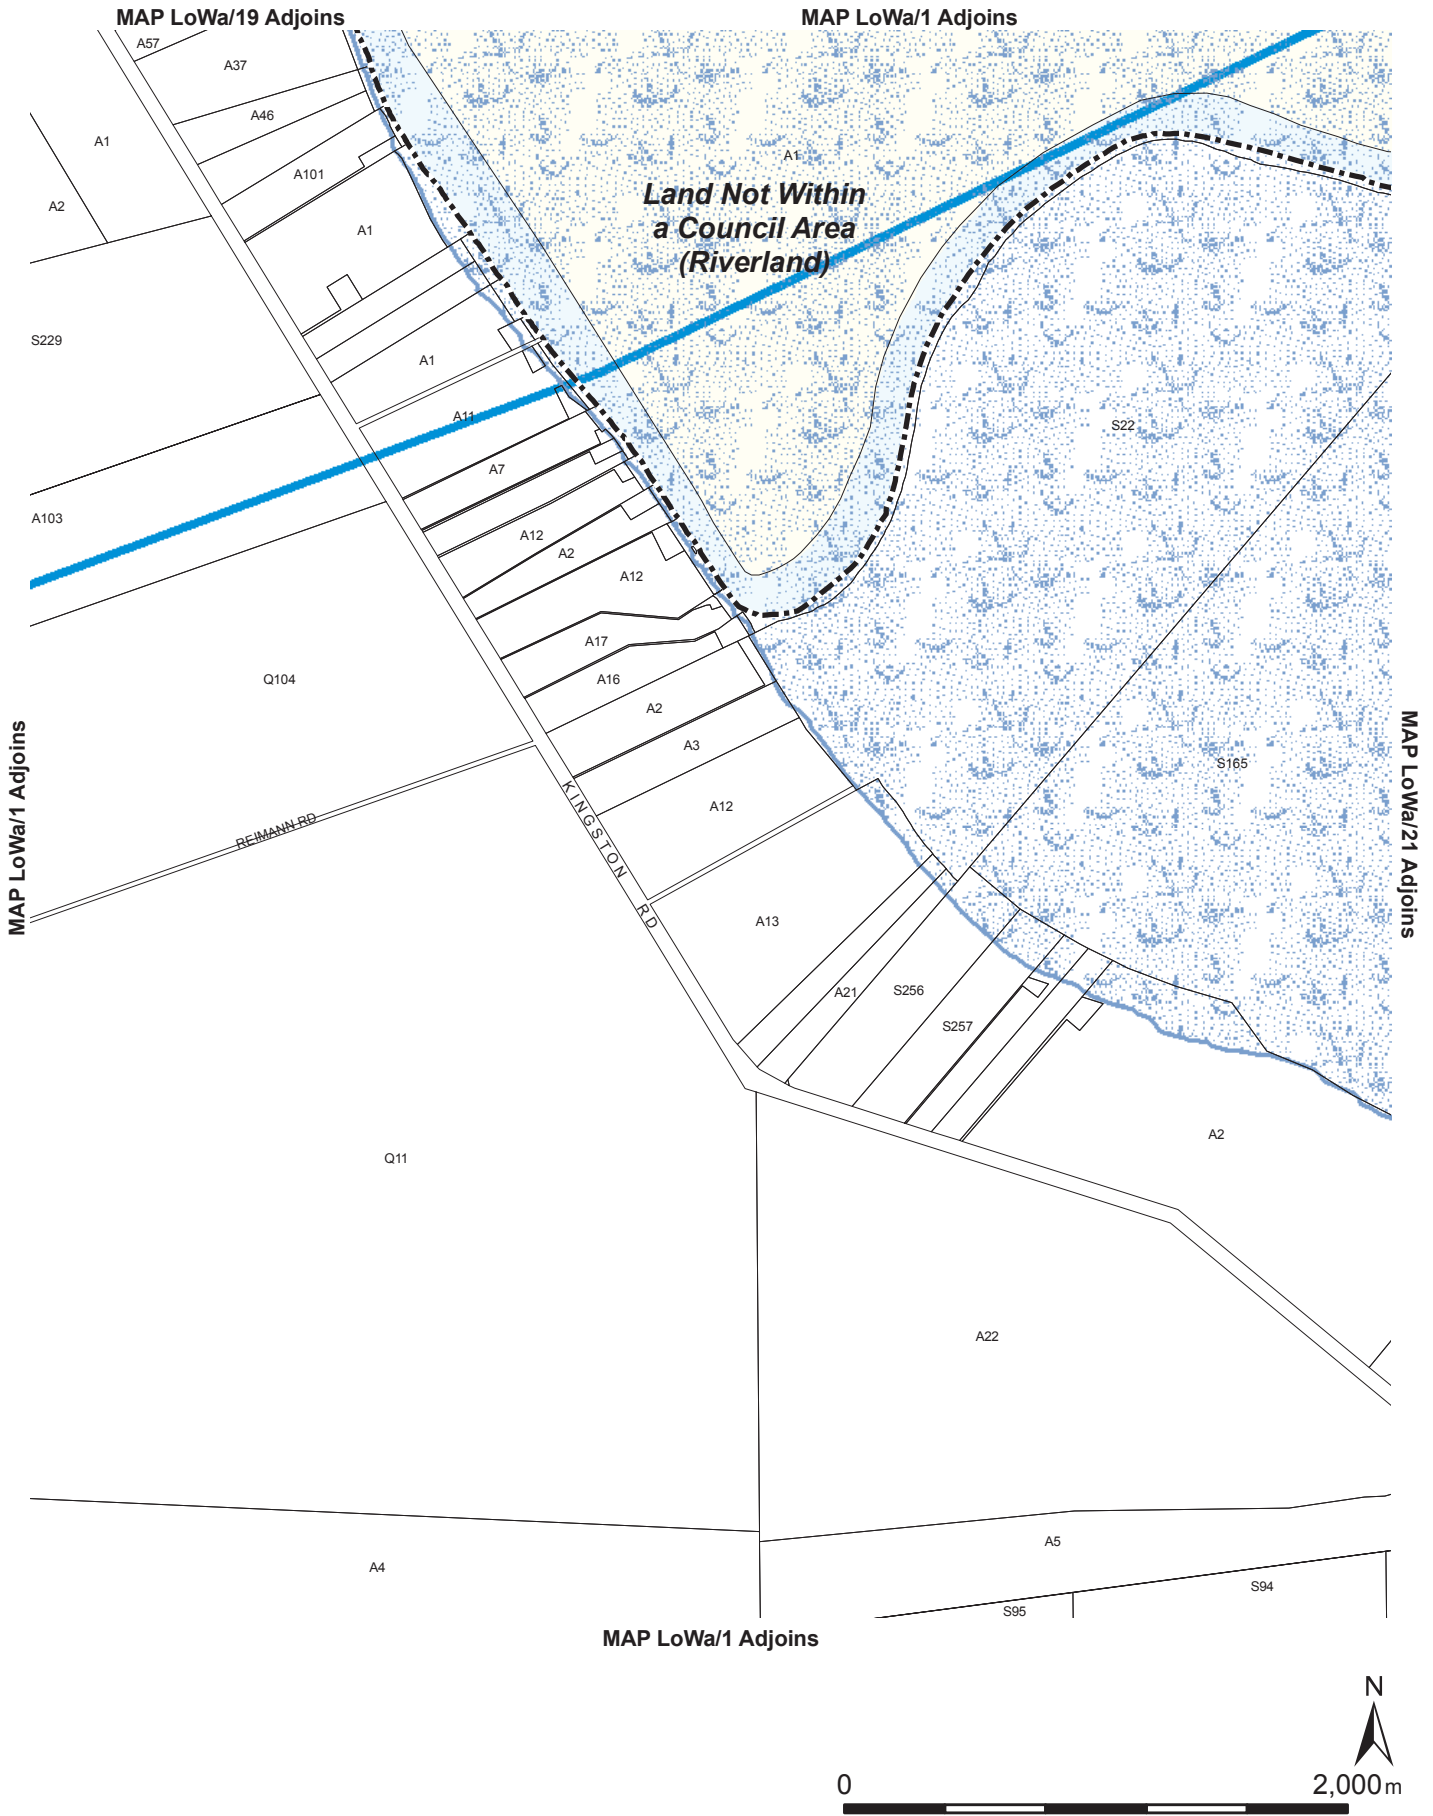 MAP LoWa/19 Adjoins
MAP LoWa/1 Adjoins
A57
A37
A46
A1
A1
A101
Land Not Within
a Council Area
(Riverland)
A2
A1
S229
A1
A11
S22
A7
A103
A12
A2
A12
A17
Q104
A16
A2
A3
S165
A12
MAP LoWa/1 Adjoins
MAP LoWa/21 Adjoins
REIMANN RD
KINGSTON RD
A13
A21
S256
S257
A2
Q11
A22
A5
A4
S94
S95
MAP LoWa/1 Adjoins
N
0
2,000 m